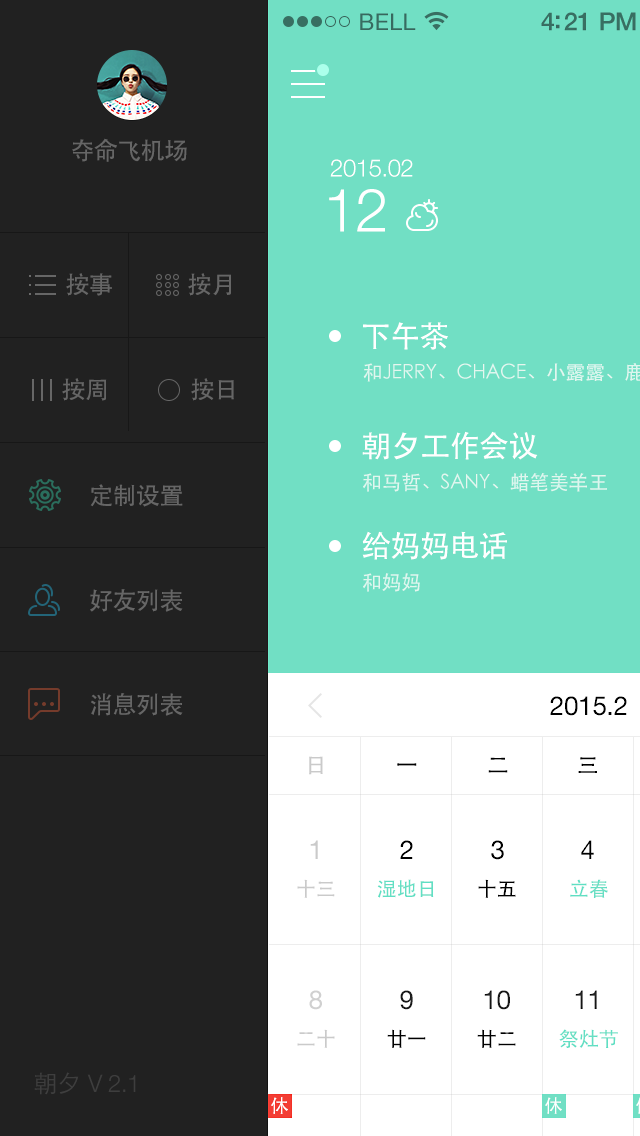 夺命飞机场
按事 按月
按周 按日
定制设置
好友列表
消息列表
朝夕 V 2.1
BELL 4:21 PM
2015.02
12
下午茶
和JERRY、CHACE、小露露、鹿
朝夕工作会议
和马哲、SANY、蜡笔美羊王
给妈妈电话
和妈妈
2015.2
日 一 二 三
1 2 3 4
十三 湿地日 十五 立春
8 9 10 11
二十 廿一 廿二 祭灶节
休 休